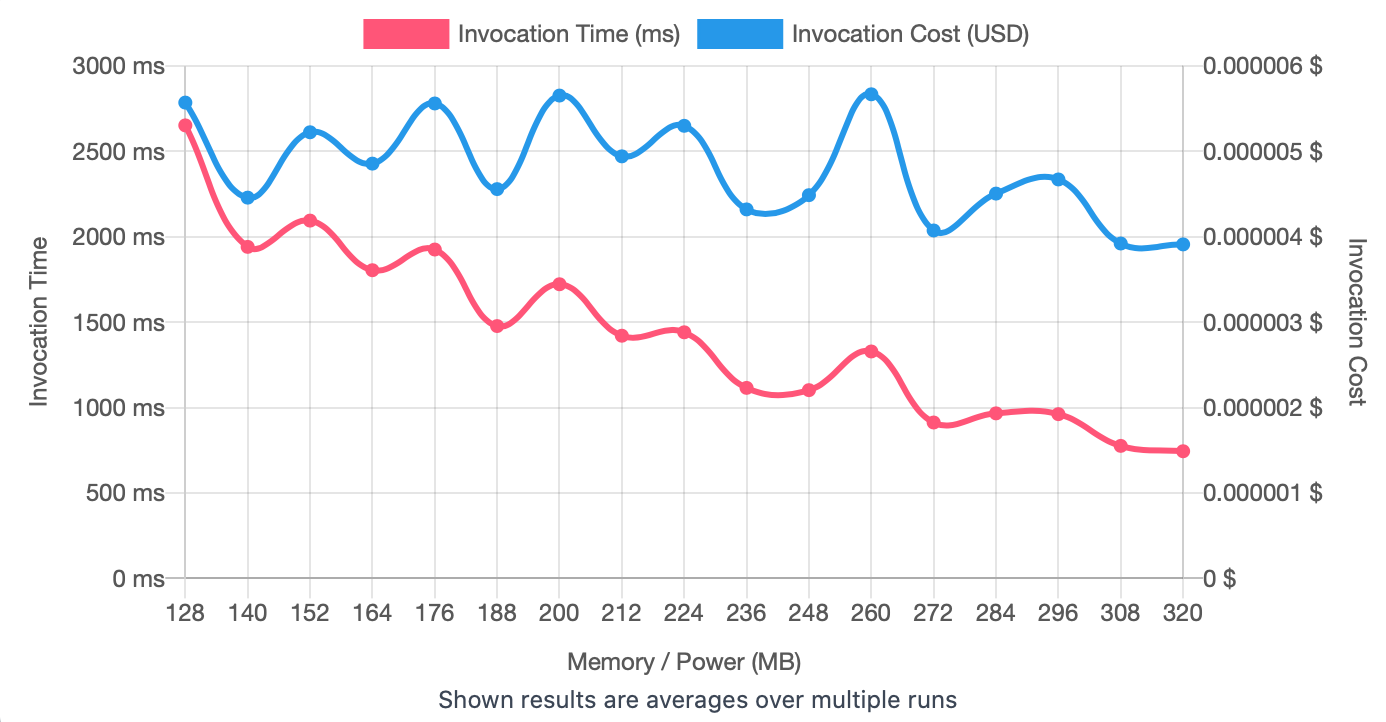 Invocation Time (ms) Invocation Cost (USD)
3000 ms 0.000006 $
2500 ms 0.000005 $
2000 ms 0.000004 $
1500 ms 0.000003 $
1000 ms 0.000002 $
500 ms 0.000001 $
0 ms 0 $
Invocation Time
Invocation Cost
128 140 152 164 176 188 200 212 224 236 248 260 272 284 296 308 320
Memory / Power (MB)
Shown results are averages over multiple runs